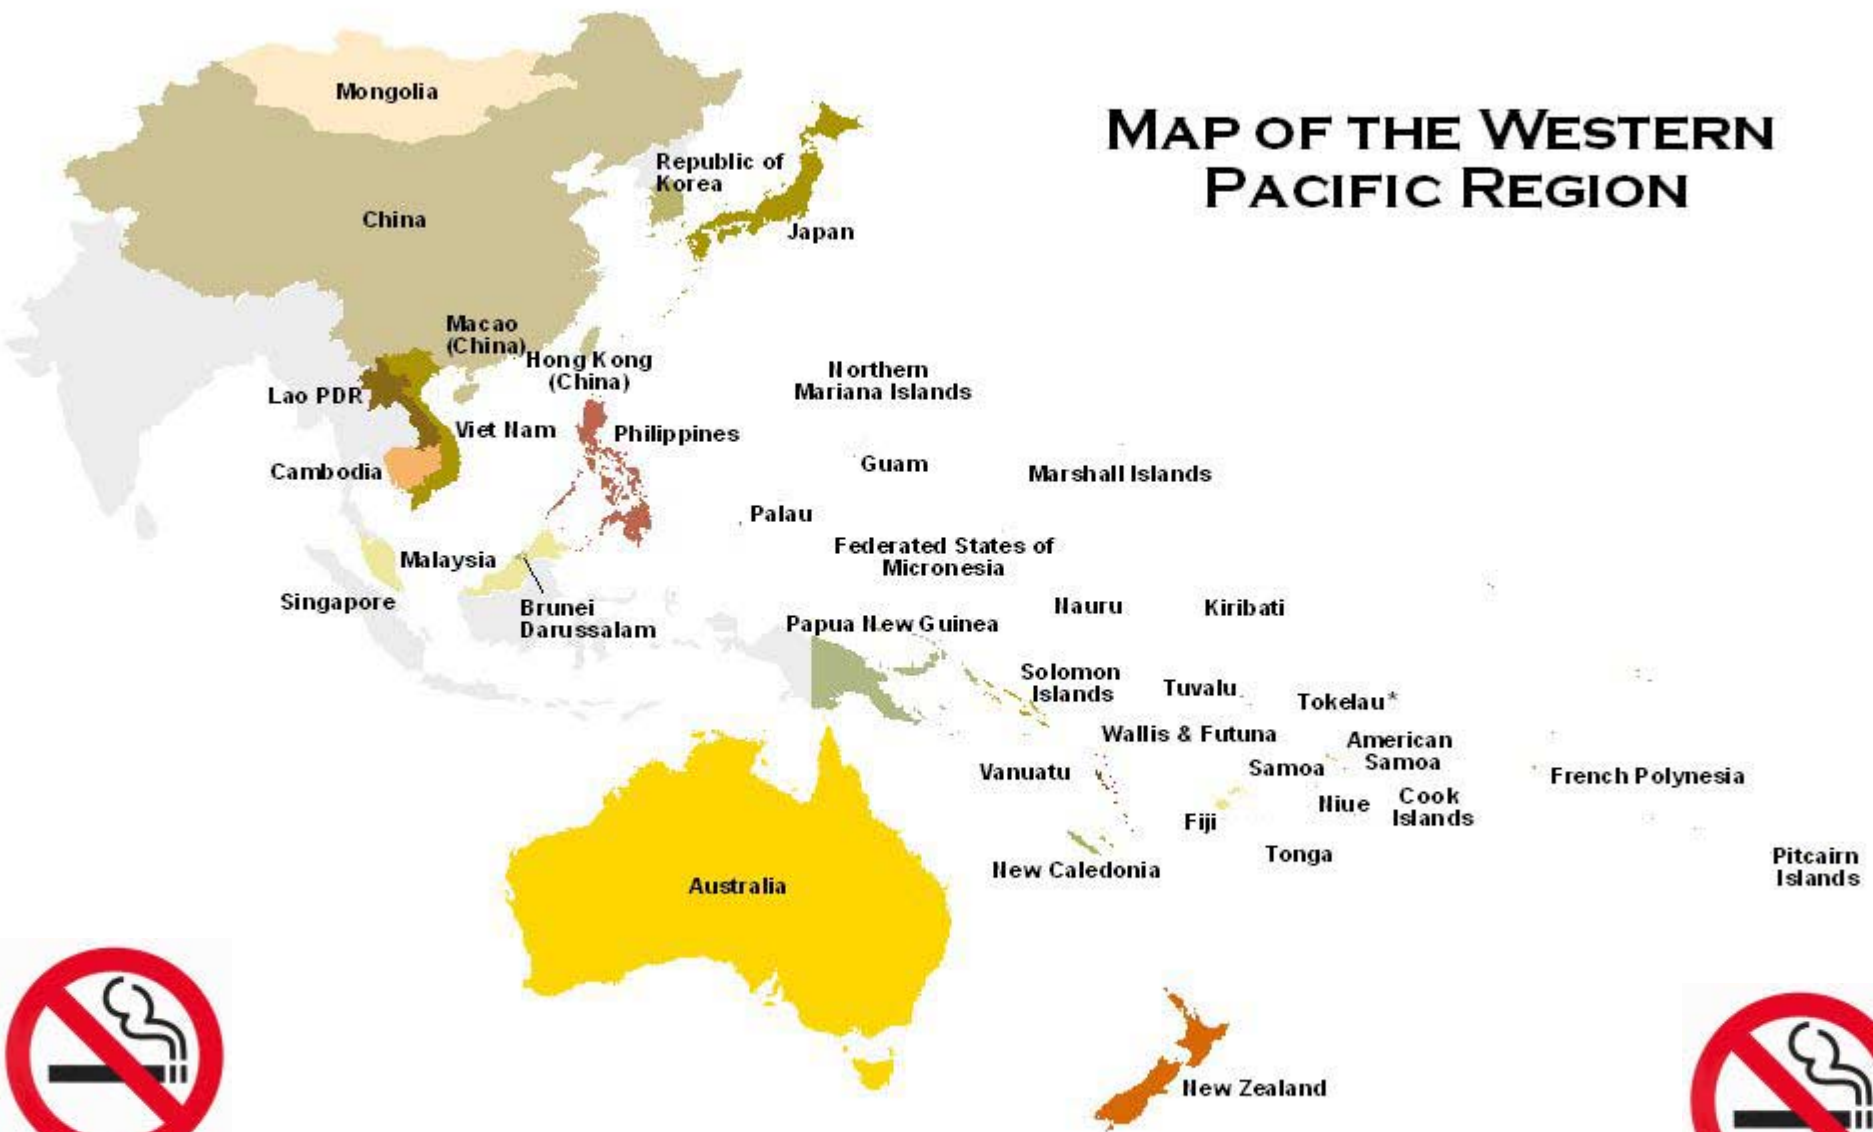 MAP OF THE WESTERN
PACIFIC REGION
Mongolia
Republic of
Korea
China
Japan
Macao
(China)
Hong Kong
(China)
Northern
Mariana Islands
Lao PDR
Viet Nam
Philippines
Cambodia
Guam
Marshall Islands
Palau
Federated States of
Micronesia
Malaysia
Singapore
Brunei
Darussalam
Nauru
Kiribati
Papua New Guinea
Solomon
Islands
Tuvalu
Tokelau*
Wallis & Futuna
American
Samoa
Vanuatu
Samoa
French Polynesia
Niue
Cook
Islands
Fiji
Tonga
New Caledonia
Pitcairn
Islands
Australia
New Zealand